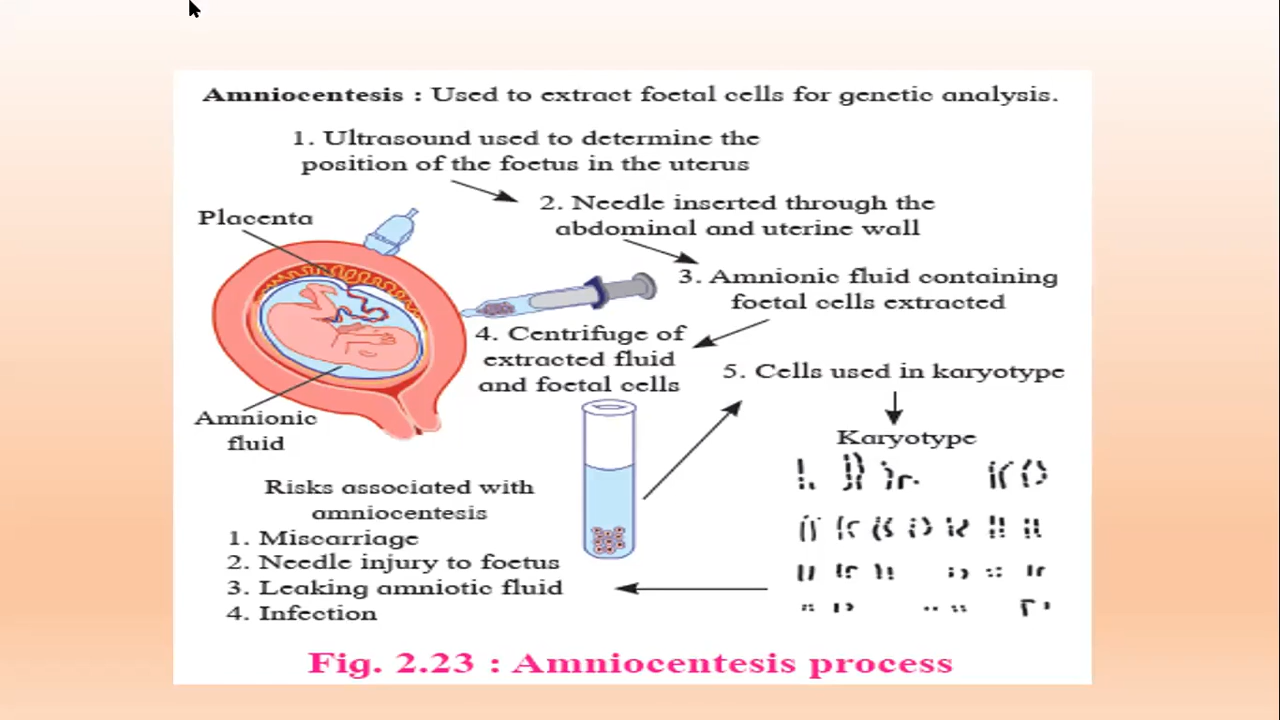 Amniocentesis : Used to extract foetal cells for genetic analysis.
1. Ultrasound used to determine the
position of the foetus in the uterus
2. Needle inserted through the
abdominal and uterine wall
Placenta
3. Amnionic fluid containing
foetal cells extracted
4. Centrifuge of
extracted fluid
and foetal cells
5. Cells used in karyotype
Amnionic
fluid
Karyotype
Risks associated with
amniocentesis
1. Miscarriage
2. Needle injury to foetus
3. Leaking amniotic fluid
4. Infection
Fig. 2.23 : Amniocentesis process